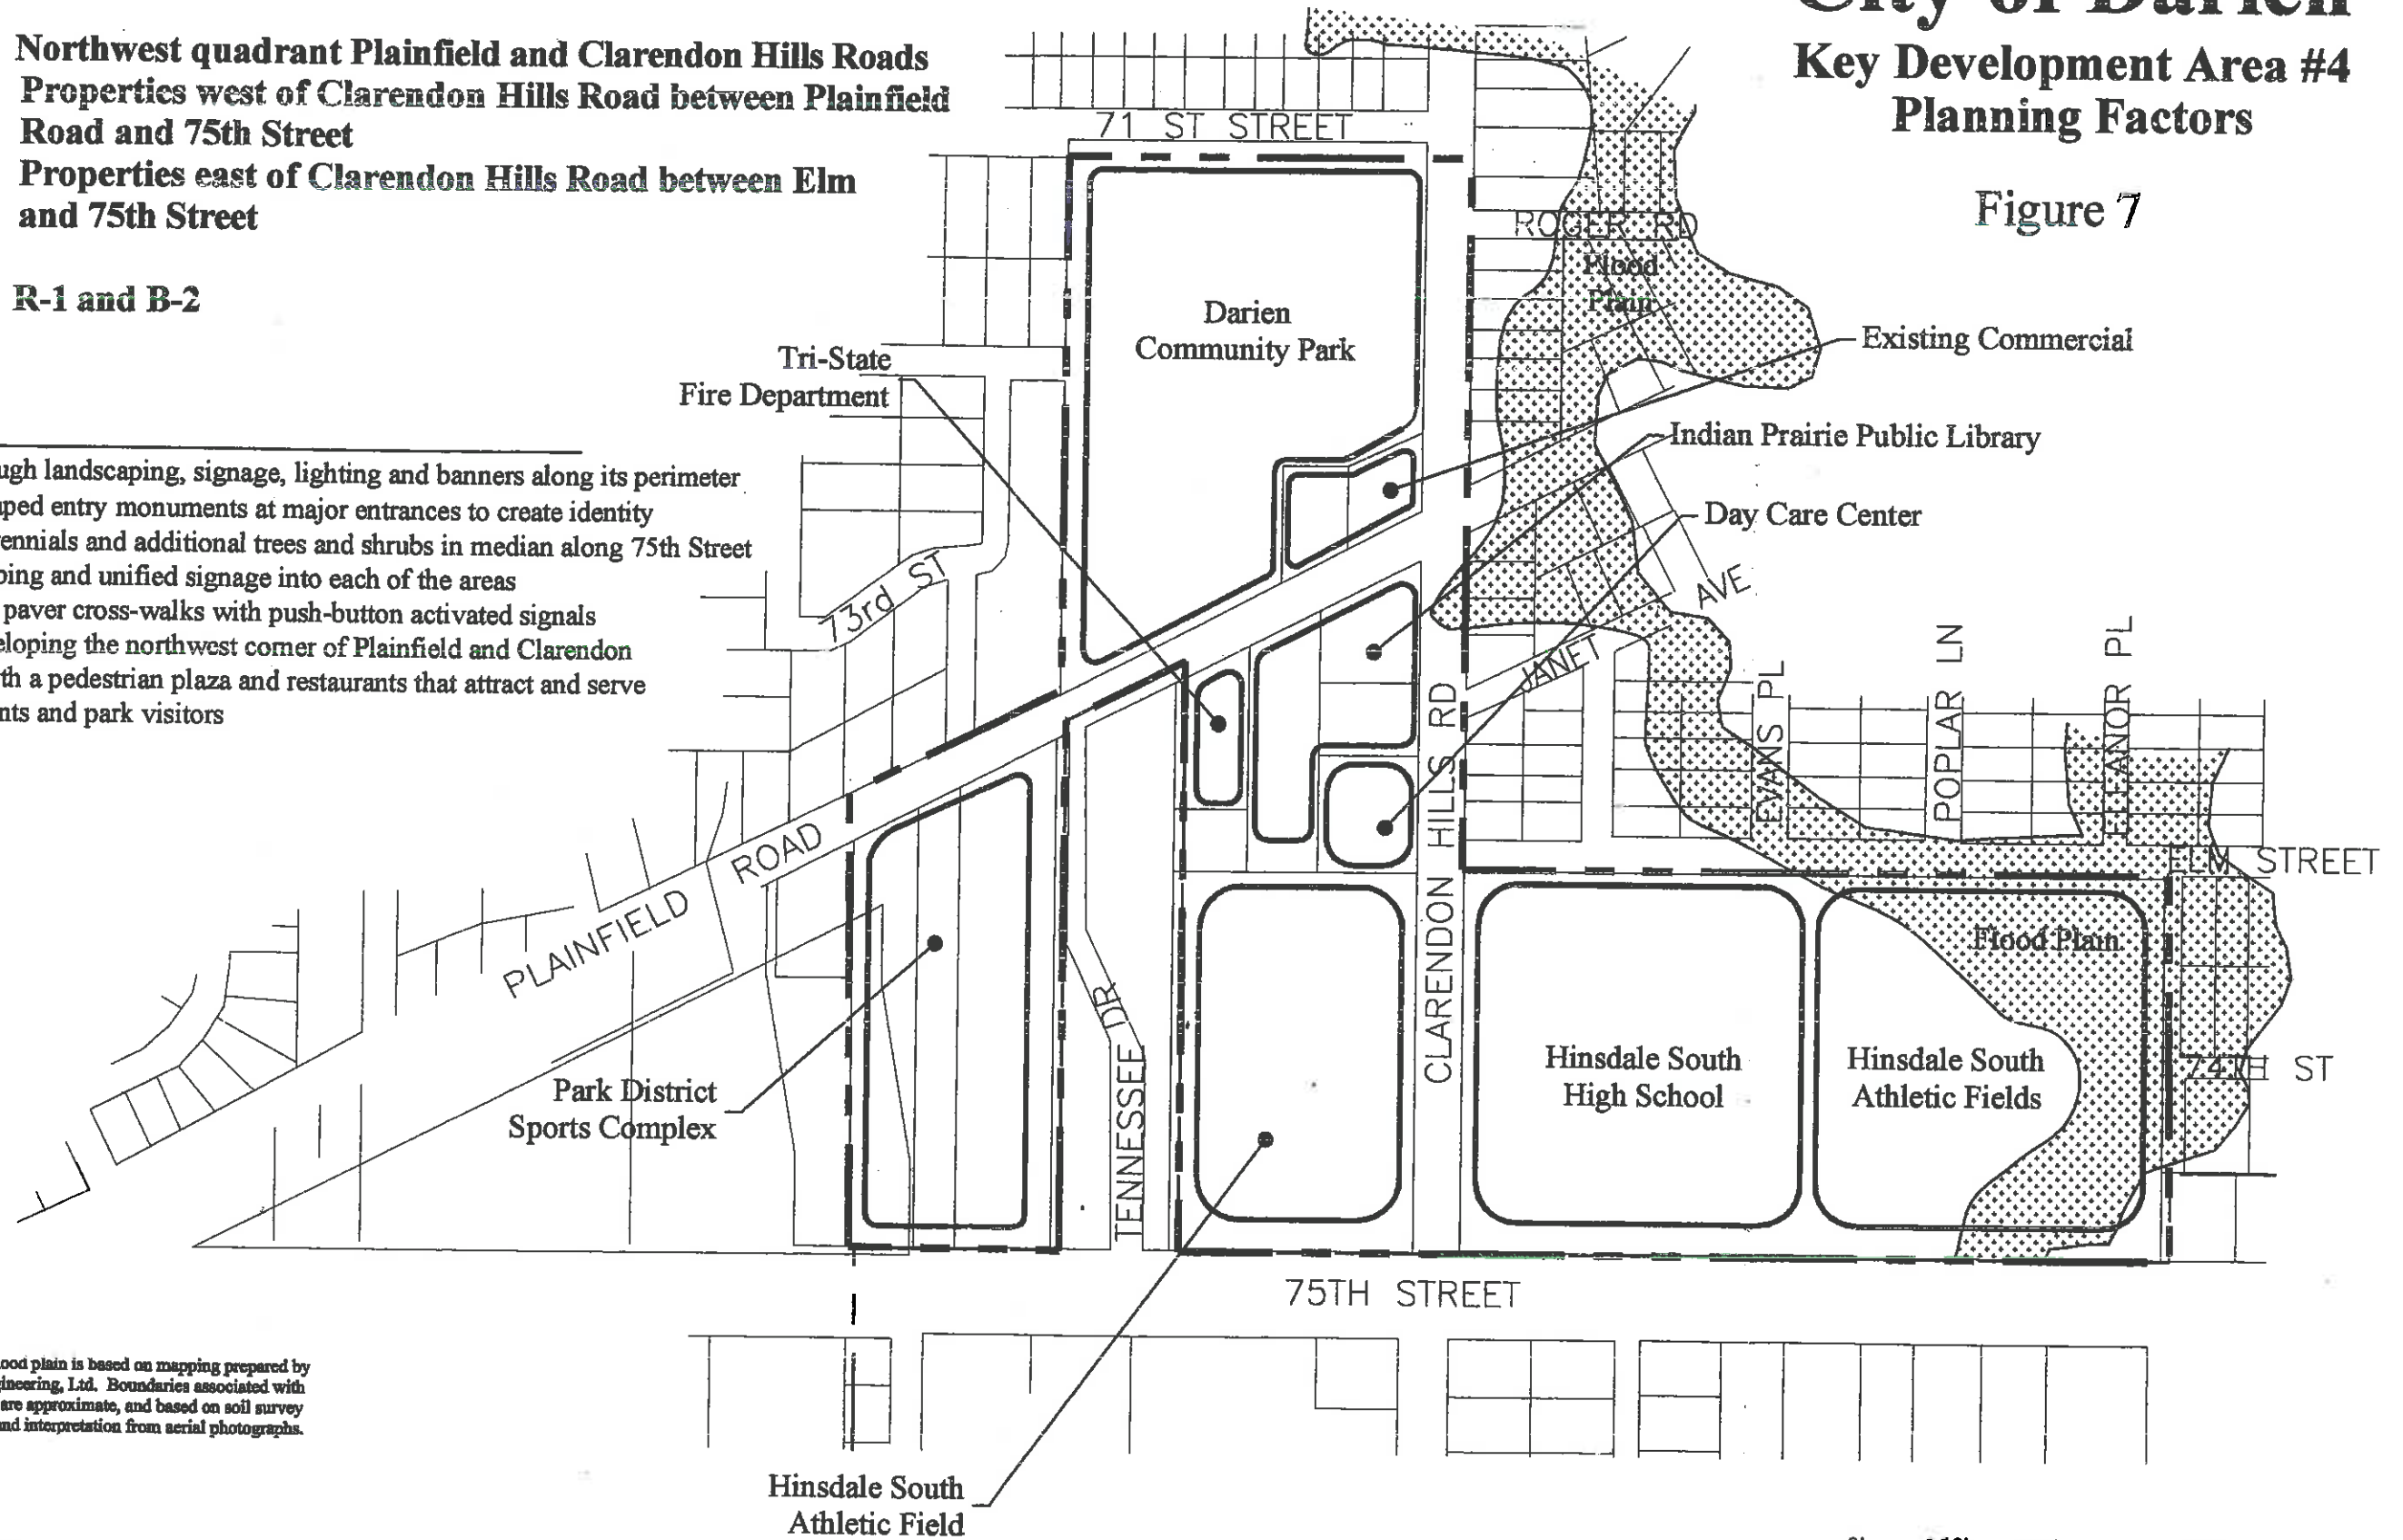 City of Darien
Key Development Area #4
Planning Factors
Figure 7
Northwest quadrant Plainfield and Clarendon Hills Roads
Properties west of Clarendon Hills Road between Plainfield
Road and 75th Street
Properties east of Clarendon Hills Road between Elm
and 75th Street
R-1 and B-2
ugh landscaping, signage, lighting and banners along its perimeter
aped entry monuments at major entrances to create identity
ennials and additional trees and shrubs in median along 75th Street
ping and unified signage into each of the areas
paver cross-walks with push-button activated signals
eloping the northwest corner of Plainfield and Clarendon
th a pedestrian plaza and restaurants that attract and serve
nts and park visitors
71 ST STREET
ROGER RD
Flood
Plain
Darien
Community Park
Tri-State
Fire Department
Existing Commercial
Indian Prairie Public Library
Day Care Center
73rd ST
JANET AVE
EVANS PL
POPLAR LN
ELEANOR PL
ELM STREET
PLAINFIELD ROAD
CLARENDON HILLS RD
TENNESSEE DR
Flood Plain
Hinsdale South
High School
Hinsdale South
Athletic Fields
74TH ST
Park District
Sports Complex
75TH STREET
Hinsdale South
Athletic Field
ood plain is based on mapping prepared by
gineering, Ltd. Boundaries associated with
are approximate, and based on soil survey
nd interpretation from aerial photographs.